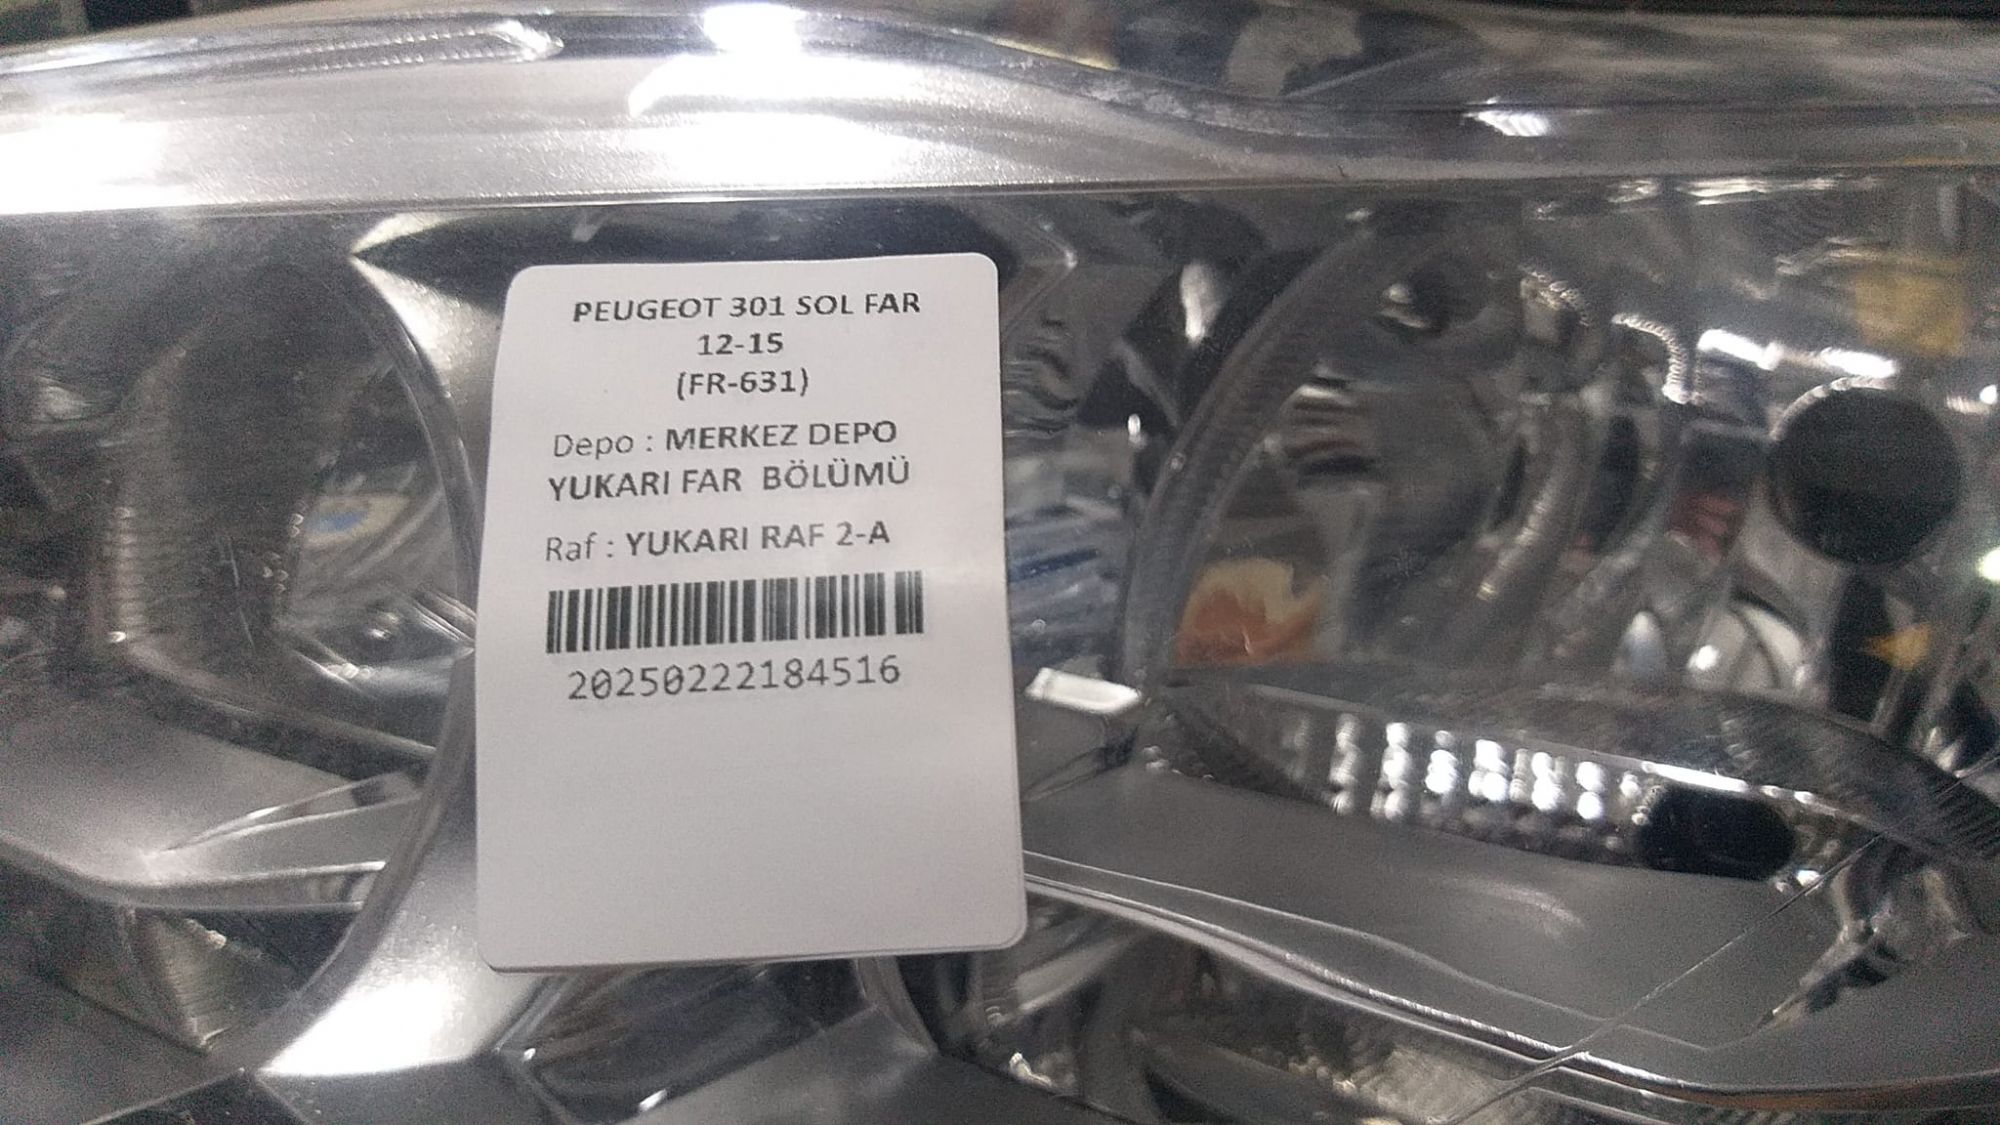 PEUGEOT 301 SOL FAR
12-15
(FR-631)
Depo : MERKEZ DEPO
YUKARI FAR BÖLÜMÜ
Raf : YUKARI RAF 2-A
20250222184516